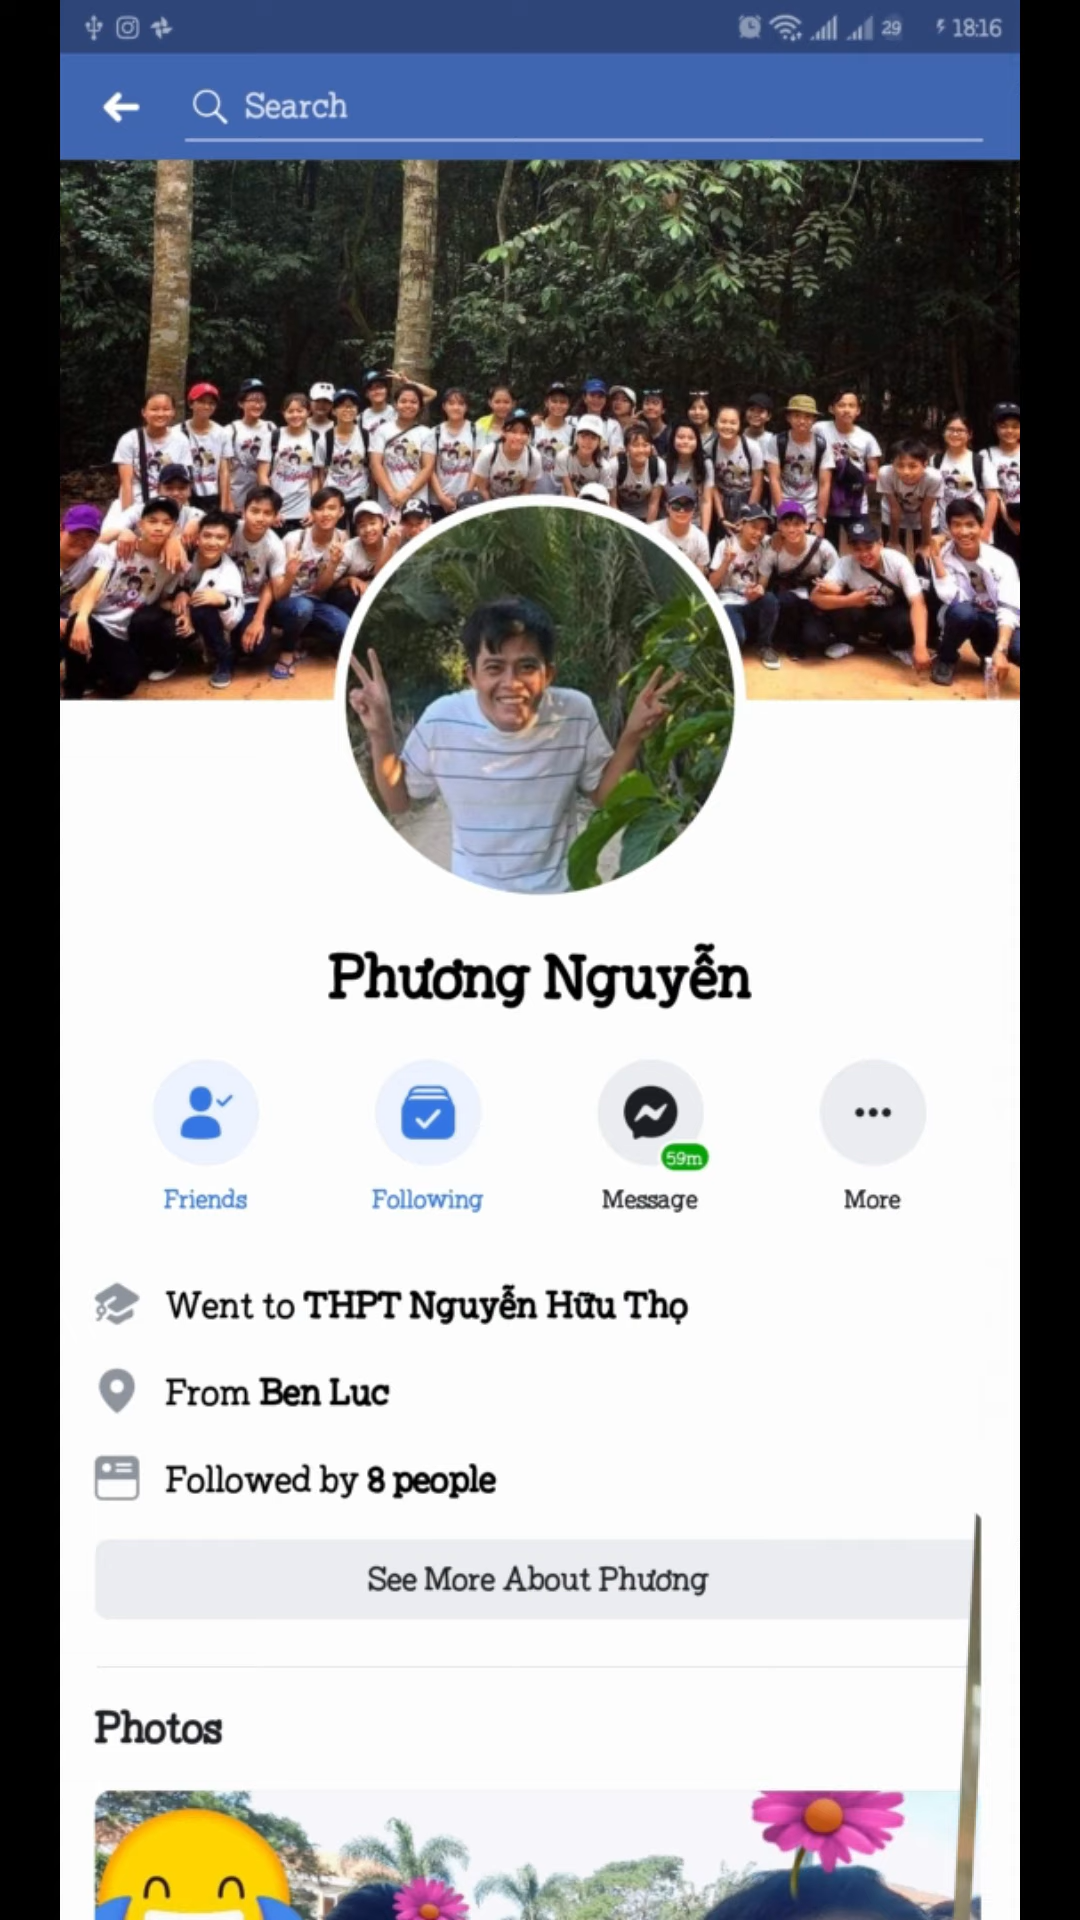 29 18:16
Search
Phương Nguyễn
59m
Friends Following Message More
Went to THPT Nguyễn Hữu Thọ
From Ben Luc
Followed by 8 people
See More About Phương
Photos